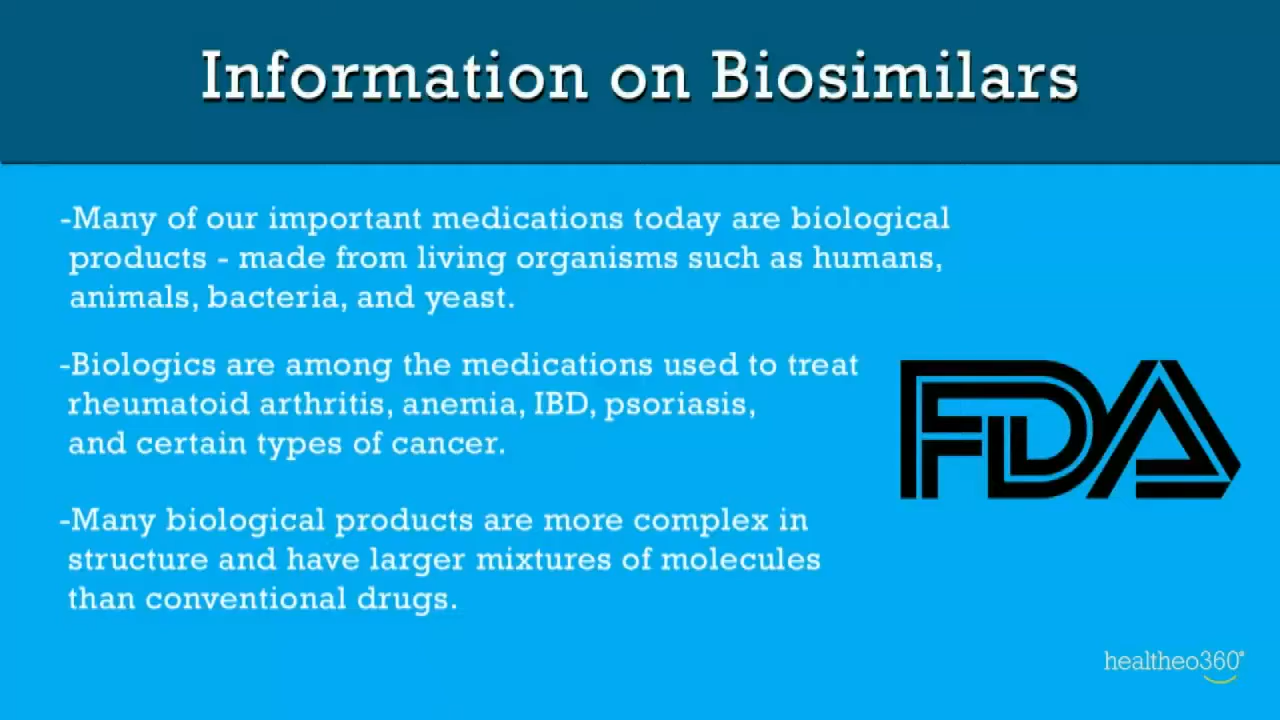 Information on Biosimilars
-Many of our important medications today are biological
products - made from living organisms such as humans,
animals, bacteria, and yeast.
-Biologics are among the medications used to treat
rheumatoid arthritis, anemia, IBD, psoriasis,
and certain types of cancer.
FDA
-Many biological products are more complex in
structure and have larger mixtures of molecules
than conventional drugs.
healtheo360°